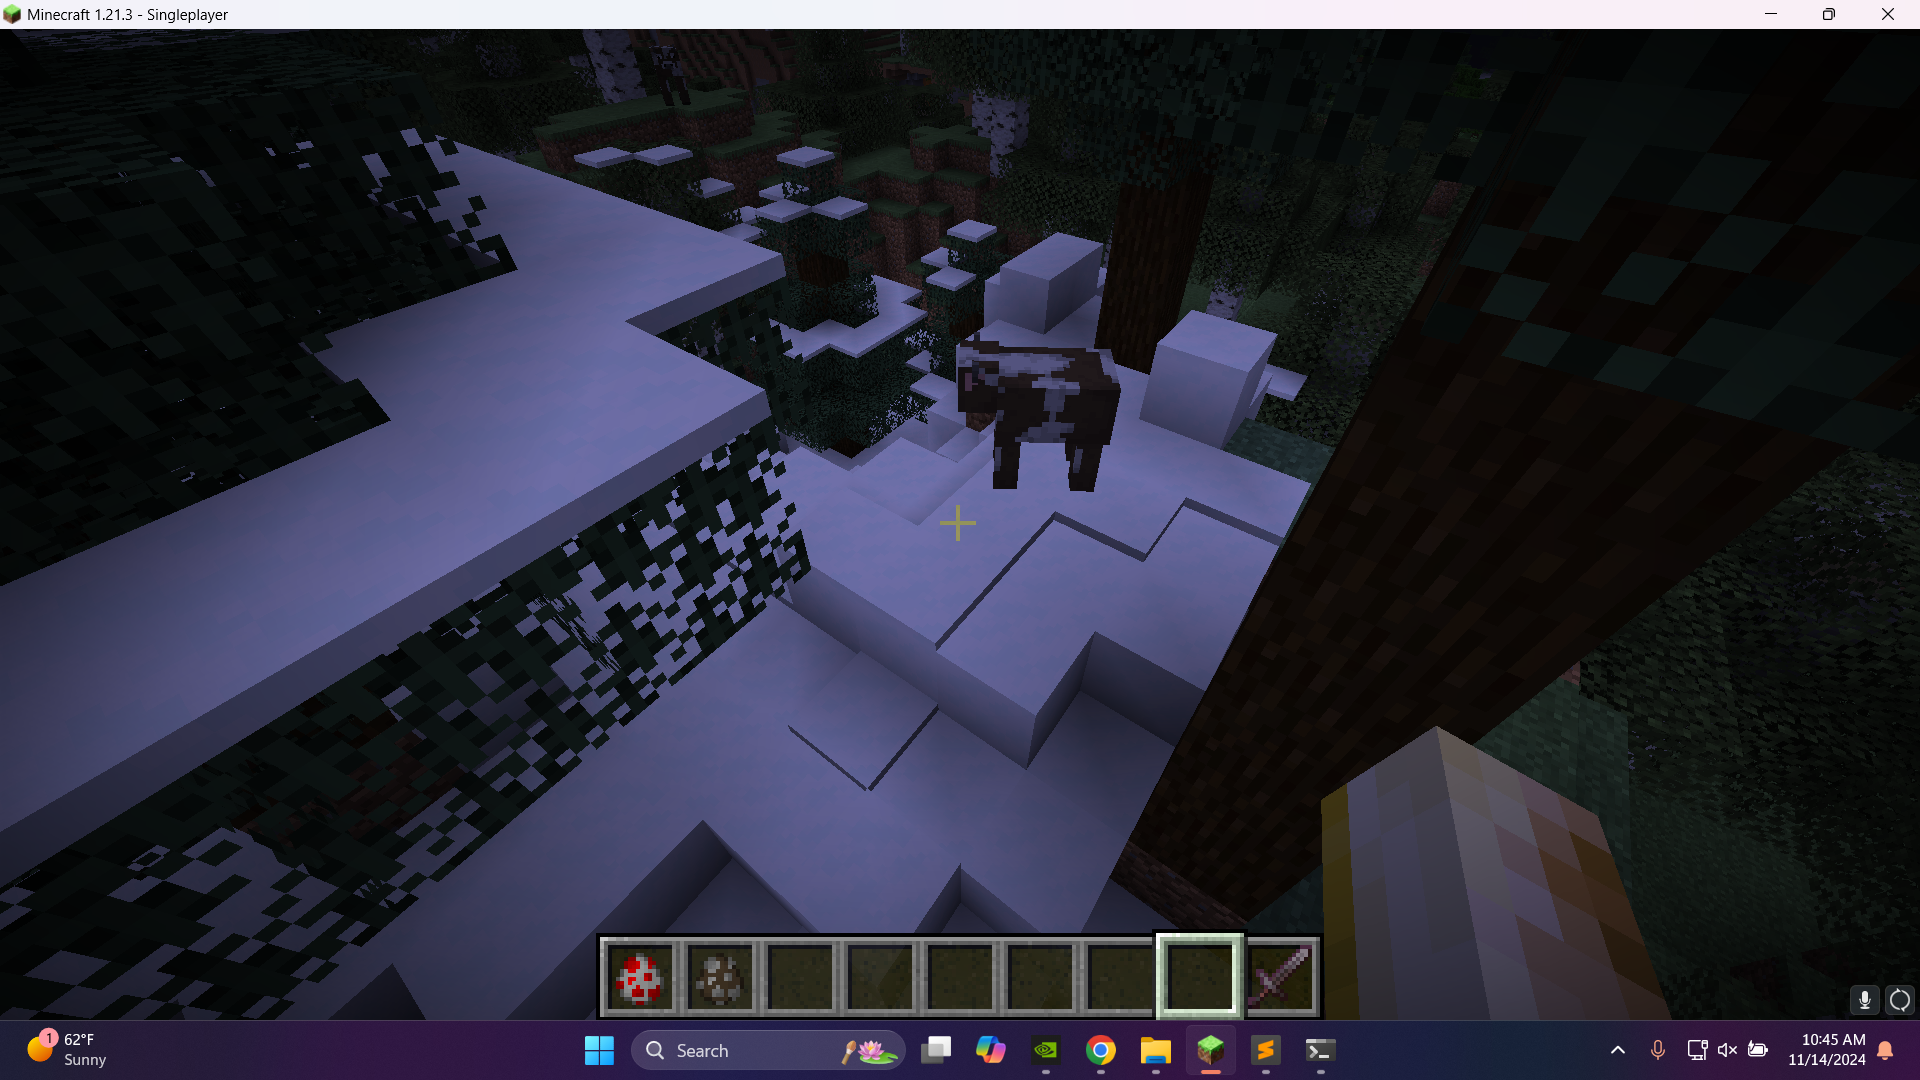 Minecraft 1.21.3 - Singleplayer
1
62°F
Sunny
Search
10:45 AM
11/14/2024